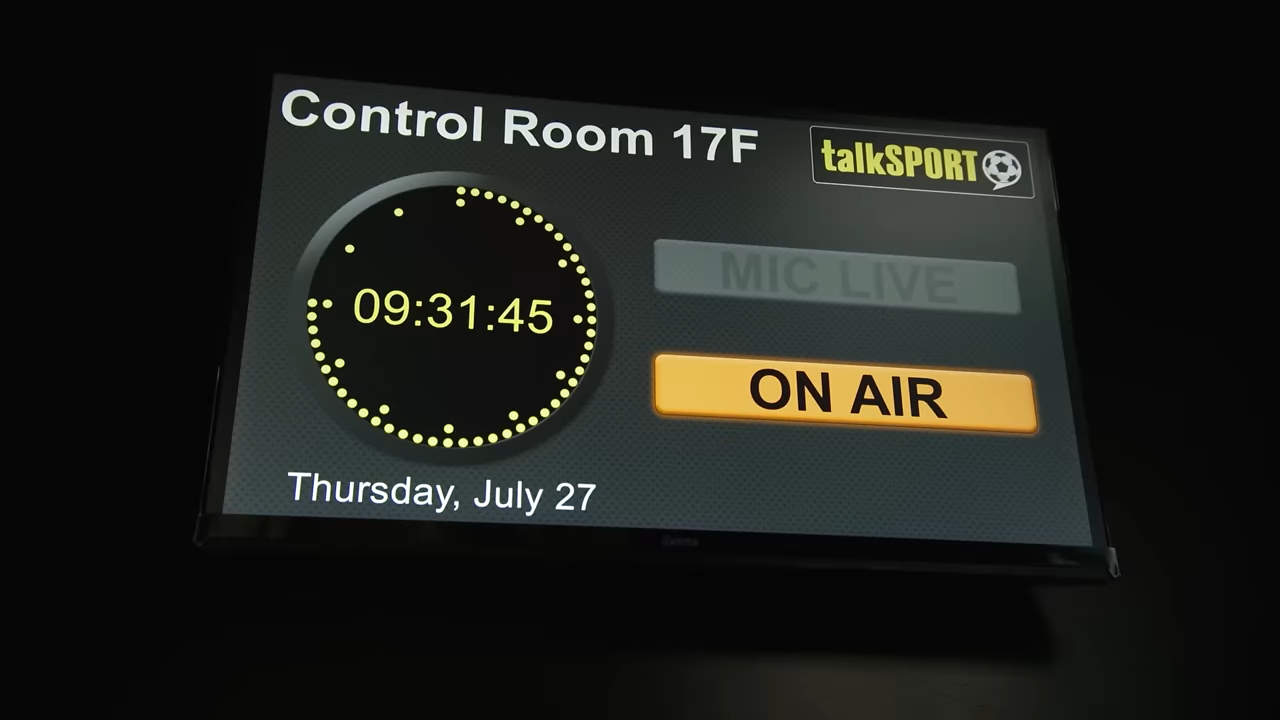 Control Room 17F
talkSPORT
09:31:45
MIC LIVE
ON AIR
Thursday, July 27